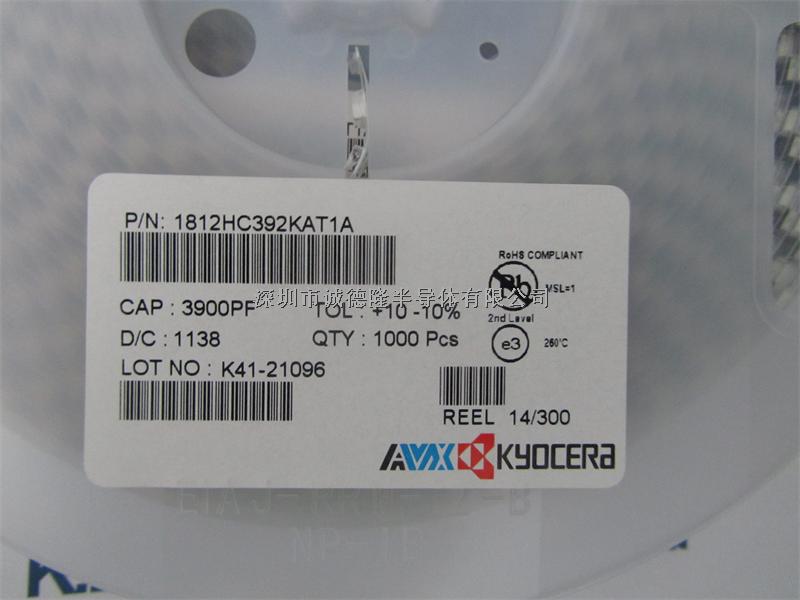 P/N: 1812HC392KAT1A
RoHS COMPLIANT
Pb
MSL=1
深圳市诚德隆半导体有限公司
CAP : 3900PF
TOL : +10 -10%
2nd Level
D/C : 1138
QTY : 1000 Pcs
e3
260°C
LOT NO : K41-21096
REEL 14/300
AVX KYOCERA